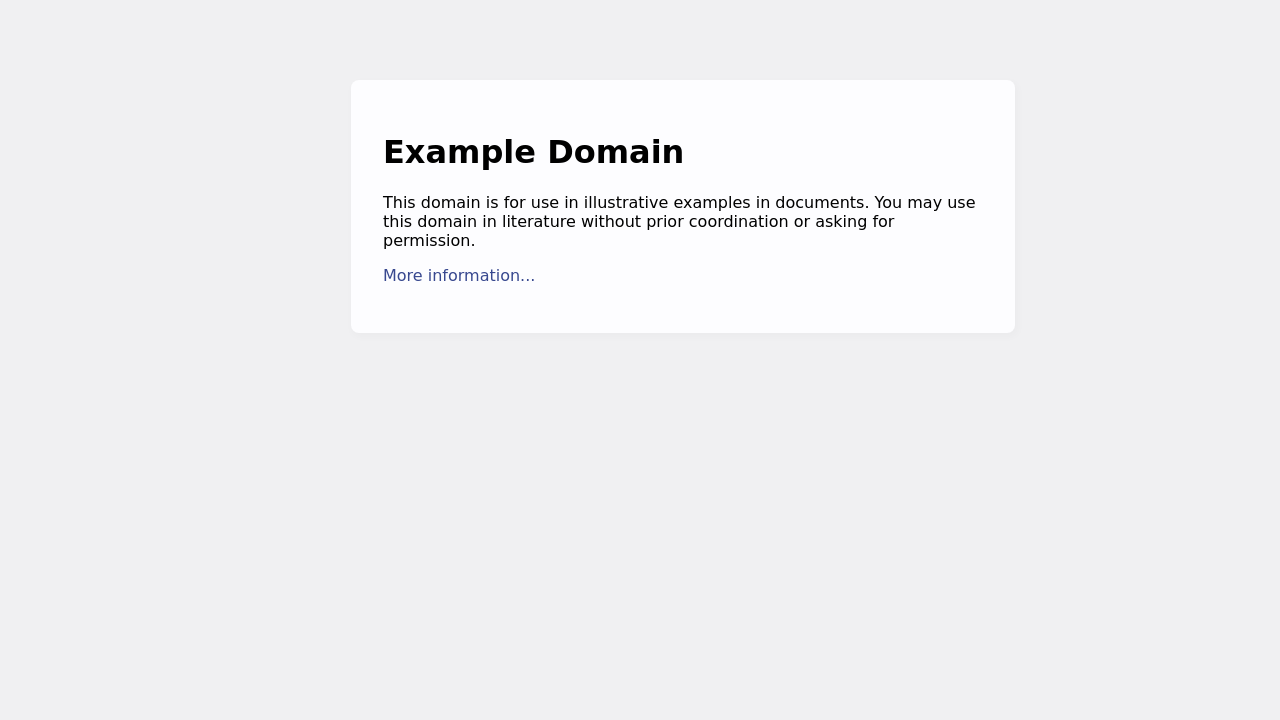 Example Domain
This domain is for use in illustrative examples in documents. You may use
this domain in literature without prior coordination or asking for
permission.
More information...